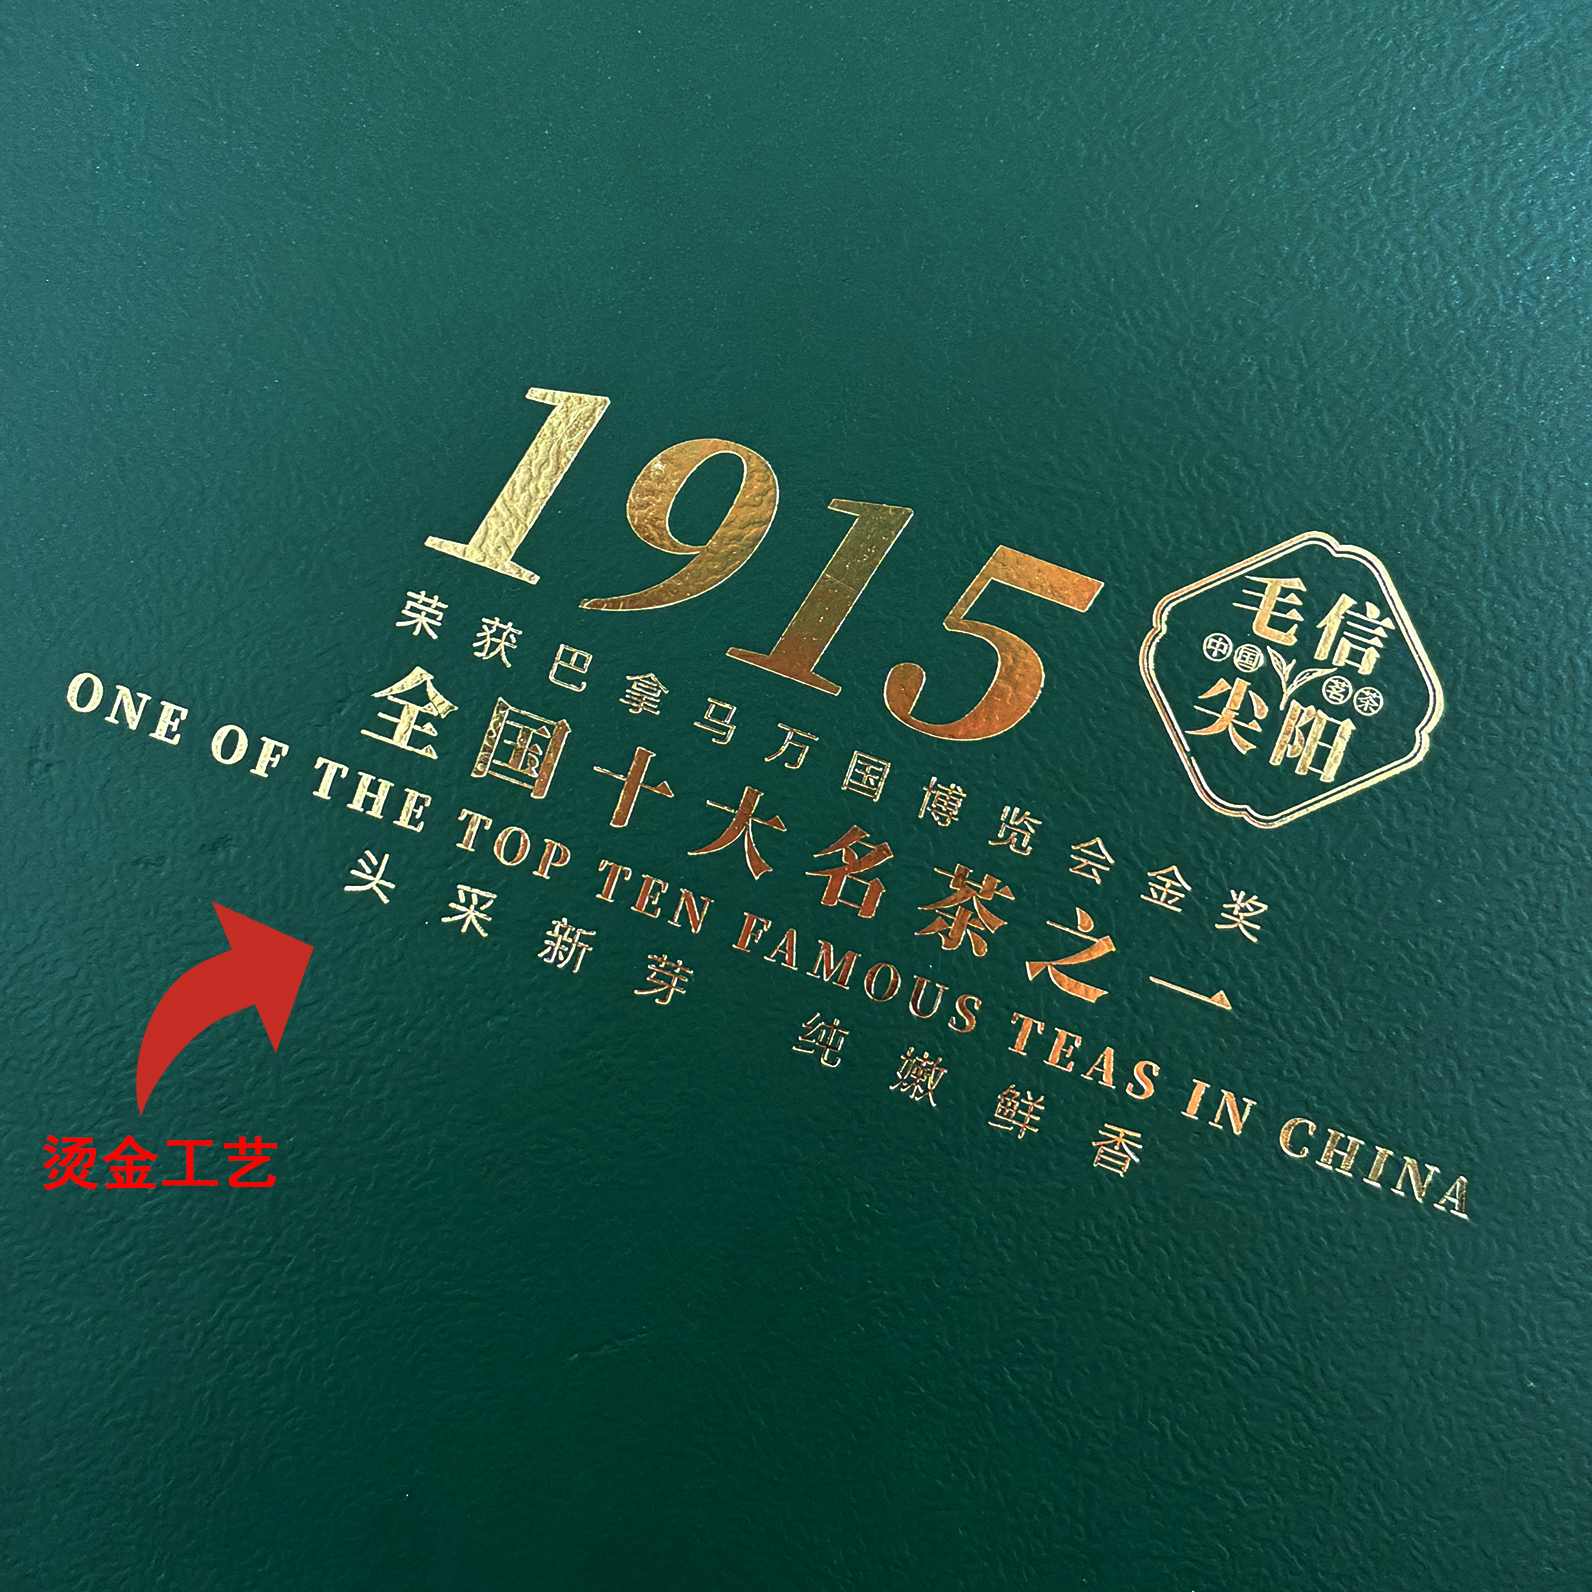 1915
荣获巴拿马万国博览会金奖
全国十大名茶之一
ONE OF THE TOP TEN FAMOUS TEAS IN CHINA
头采新芽 纯嫩鲜香
信阳毛尖
中国茗茶
烫金工艺